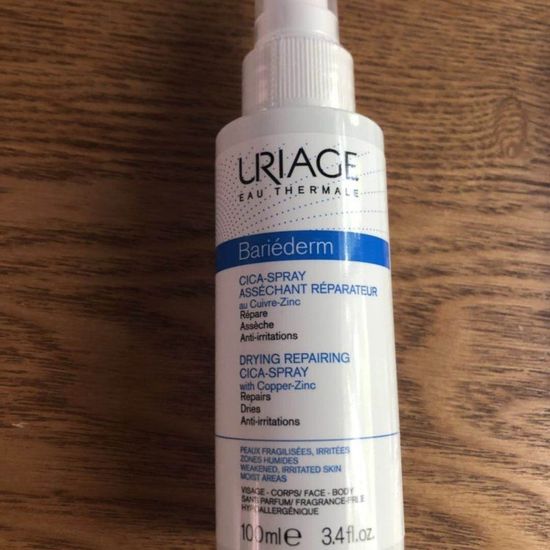 URIAGE
EAU THERMALE
Bariéderm
CICA-SPRAY
ASSÉCHANT RÉPARATEUR
au Cuivre-Zinc
Répare
Assèche
Anti-irritations
DRYING REPAIRING
CICA-SPRAY
with Copper-Zinc
Repairs
Dries
Anti-irritations
PEAUX FRAGILISÉES, IRRITÉES
ZONES HUMIDES
WEAKENED, IRRITATED SKIN
MOIST AREAS
VISAGE - CORPS/ FACE - BODY
SANS PARFUM/ FRAGRANCE-FREE
HYPOALLERGÉNIQUE
100ml e 3.4fl.oz.